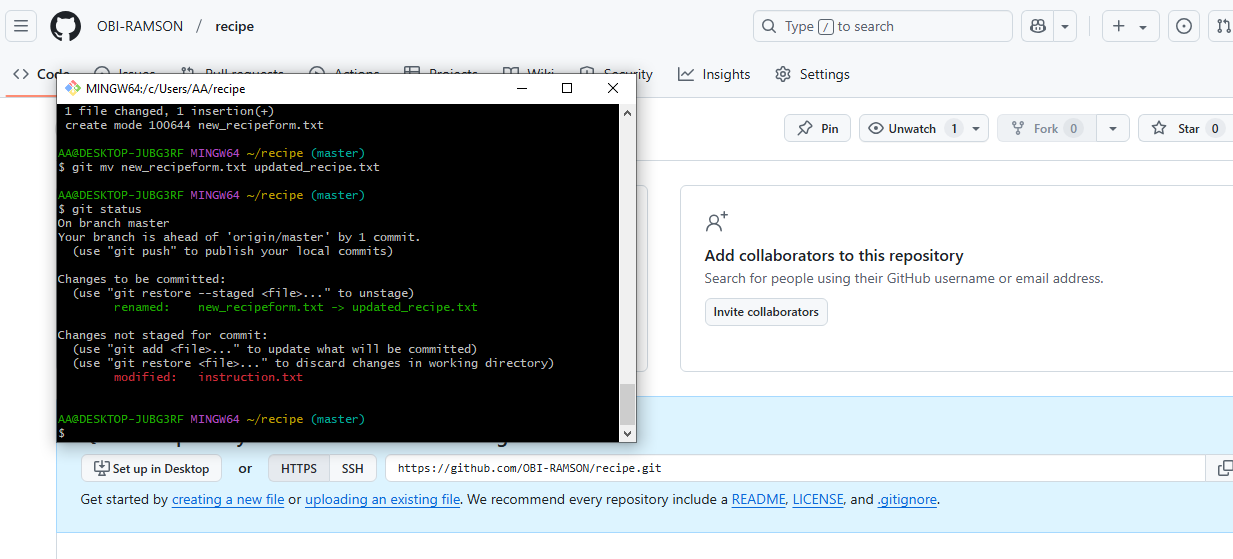 OBI-RAMSON / recipe
Type / to search
Issues
Pull requests
Actions
Projects
Wiki
Security
Insights
Settings
MINGW64:/c/Users/AA/recipe
Pin
Unwatch 1
Fork 0
Star 0
1 file changed, 1 insertion(+)
create mode 100644 new_recipeform.txt
AA@DESKTOP-JUBG3RF MINGW64 ~/recipe (master)
$ git mv new_recipeform.txt updated_recipe.txt
AA@DESKTOP-JUBG3RF MINGW64 ~/recipe (master)
$ git status
On branch master
Your branch is ahead of 'origin/master' by 1 commit.
(use "git push" to publish your local commits)
Changes to be committed:
(use "git restore --staged <file>..." to unstage)
renamed: new_recipeform.txt -> updated_recipe.txt
Changes not staged for commit:
(use "git add <file>..." to update what will be committed)
(use "git restore <file>..." to discard changes in working directory)
modified: instruction.txt
AA@DESKTOP-JUBG3RF MINGW64 ~/recipe (master)
$
Add collaborators to this repository
Search for people using their GitHub username or email address.
Invite collaborators
Set up in Desktop
or
HTTPS
SSH
https://github.com/OBI-RAMSON/recipe.git
Get started by creating a new file or uploading an existing file. We recommend every repository include a README, LICENSE, and .gitignore.